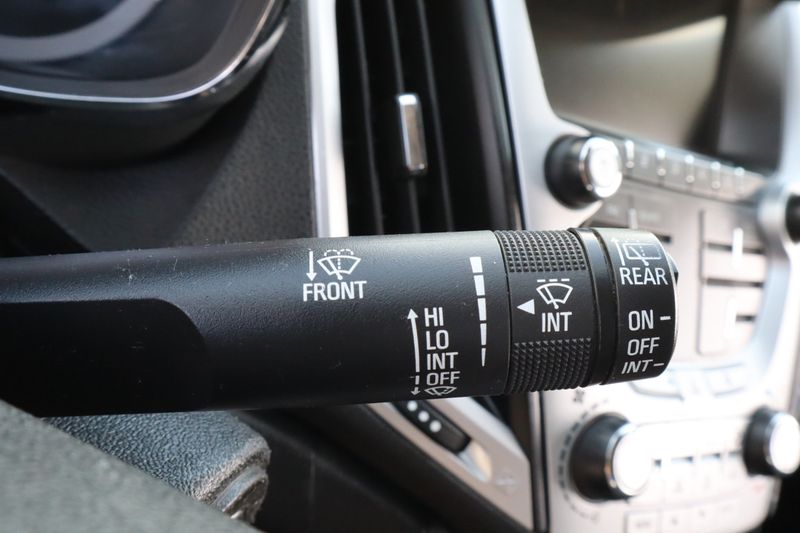 FRONT
HI
LO
INT
OFF
INT
REAR
ON
OFF
INT